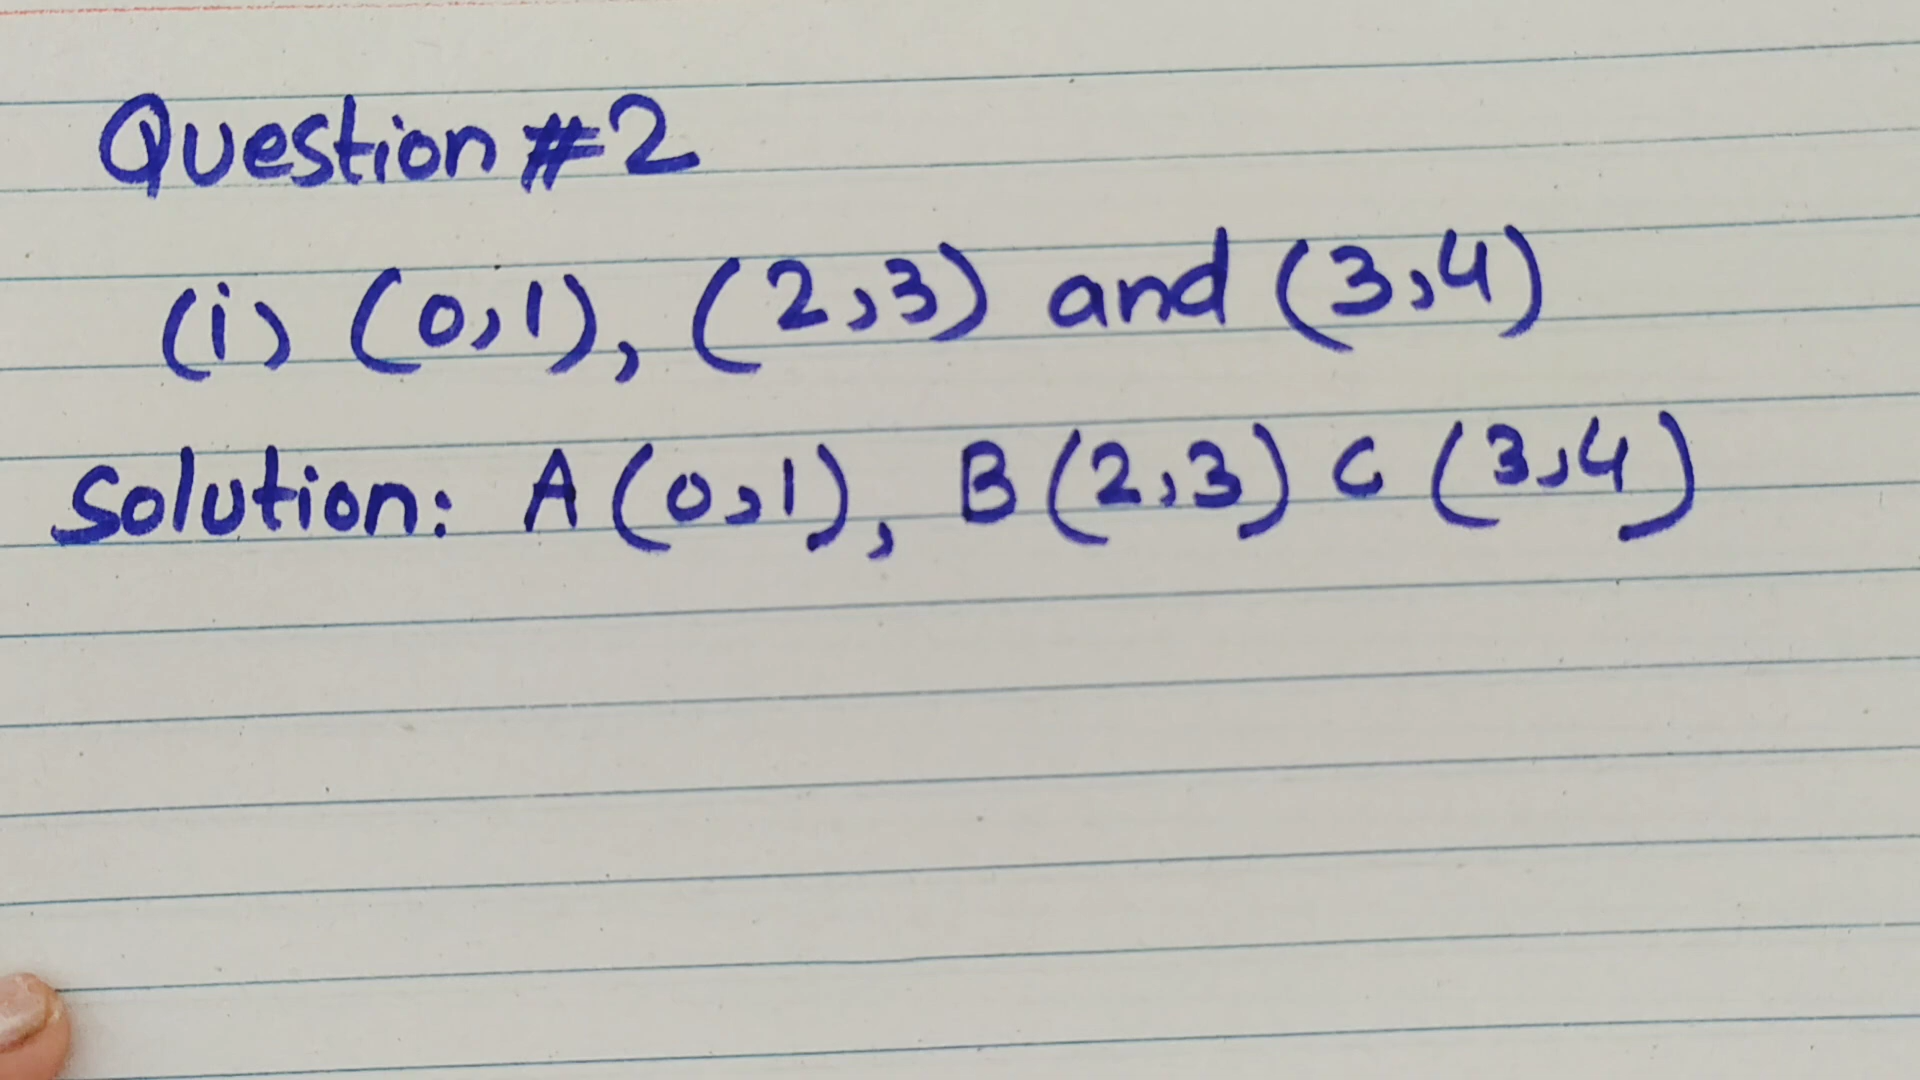 Question #2
(i) (0,1), (2,3) and (3,4)
Solution: A(0,1), B(2,3) C (3,4)